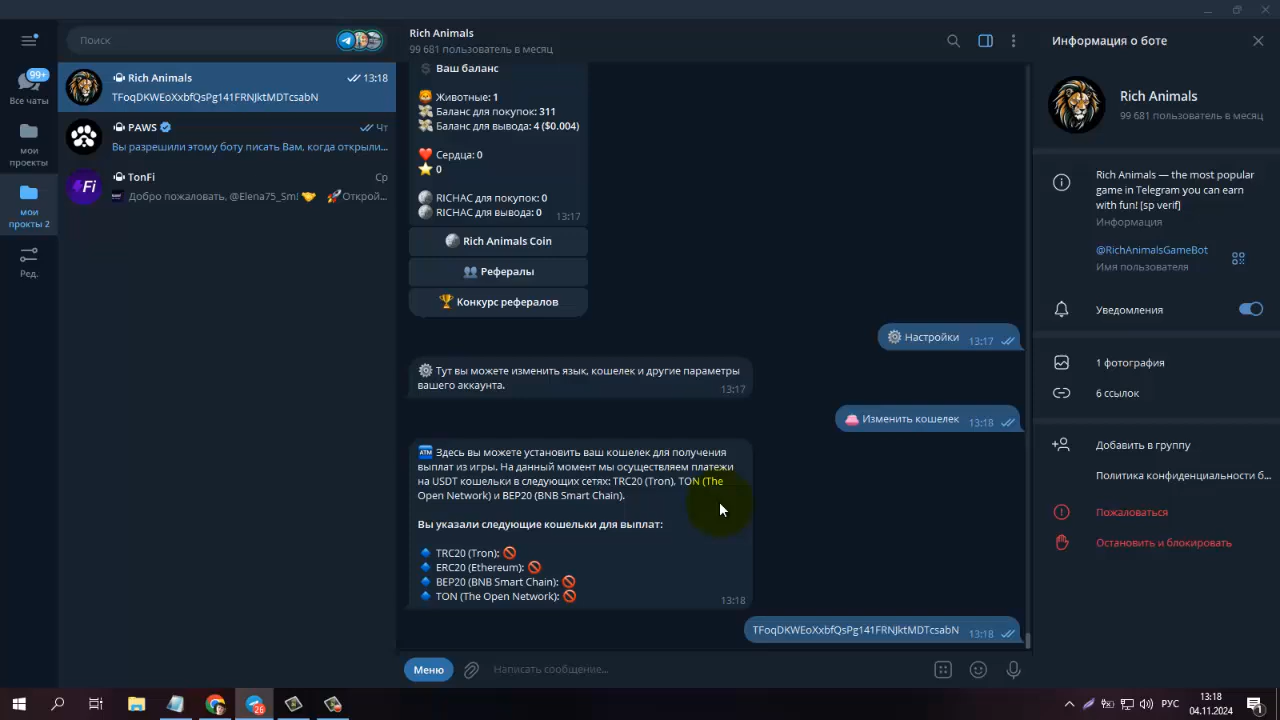 Поиск
99+
Все чаты
мои
проекты
мои
прокты 2
Ред.
Rich Animals
13:18
TFoqDKWEoXxbfQsPg141FRNJktMDTcsabN
PAWS
Чт
Вы разрешили этому боту писать Вам, когда открыли...
TonFi
Ср
Добро пожаловать, @Elena75_Sm! Открой...
Rich Animals
99 681 пользователь в месяц
Ваш баланс
Животные: 1
Баланс для покупок: 311
Баланс для вывода: 4 ($0.004)
Сердца: 0
0
RICHAC для покупок: 0
RICHAC для вывода: 0
13:17
Rich Animals Coin
Рефералы
Конкурс рефералов
Настройки 13:17
Тут вы можете изменить язык, кошелек и другие параметры
вашего аккаунта.
13:17
Изменить кошелек 13:18
Здесь вы можете установить ваш кошелек для получения
выплат из игры. На данный момент мы осуществляем платежи
на USDT кошельки в следующих сетях: TRC20 (Tron), TON (The
Open Network) и BEP20 (BNB Smart Chain).
Вы указали следующие кошельки для выплат:
TRC20 (Tron):
ERC20 (Ethereum):
BEP20 (BNB Smart Chain):
TON (The Open Network):
13:18
TFoqDKWEoXxbfQsPg141FRNJktMDTcsabN 13:18
Меню
Написать сообщение...
Информация о боте
Rich Animals
99 681 пользователь в месяц
Rich Animals — the most popular
game in Telegram you can earn
with fun! [sp verif]
Информация
@RichAnimalsGameBot
Имя пользователя
Уведомления
1 фотография
6 ссылок
Добавить в группу
Политика конфиденциальности б...
Пожаловаться
Остановить и блокировать
26
РУС
13:18
04.11.2024
1